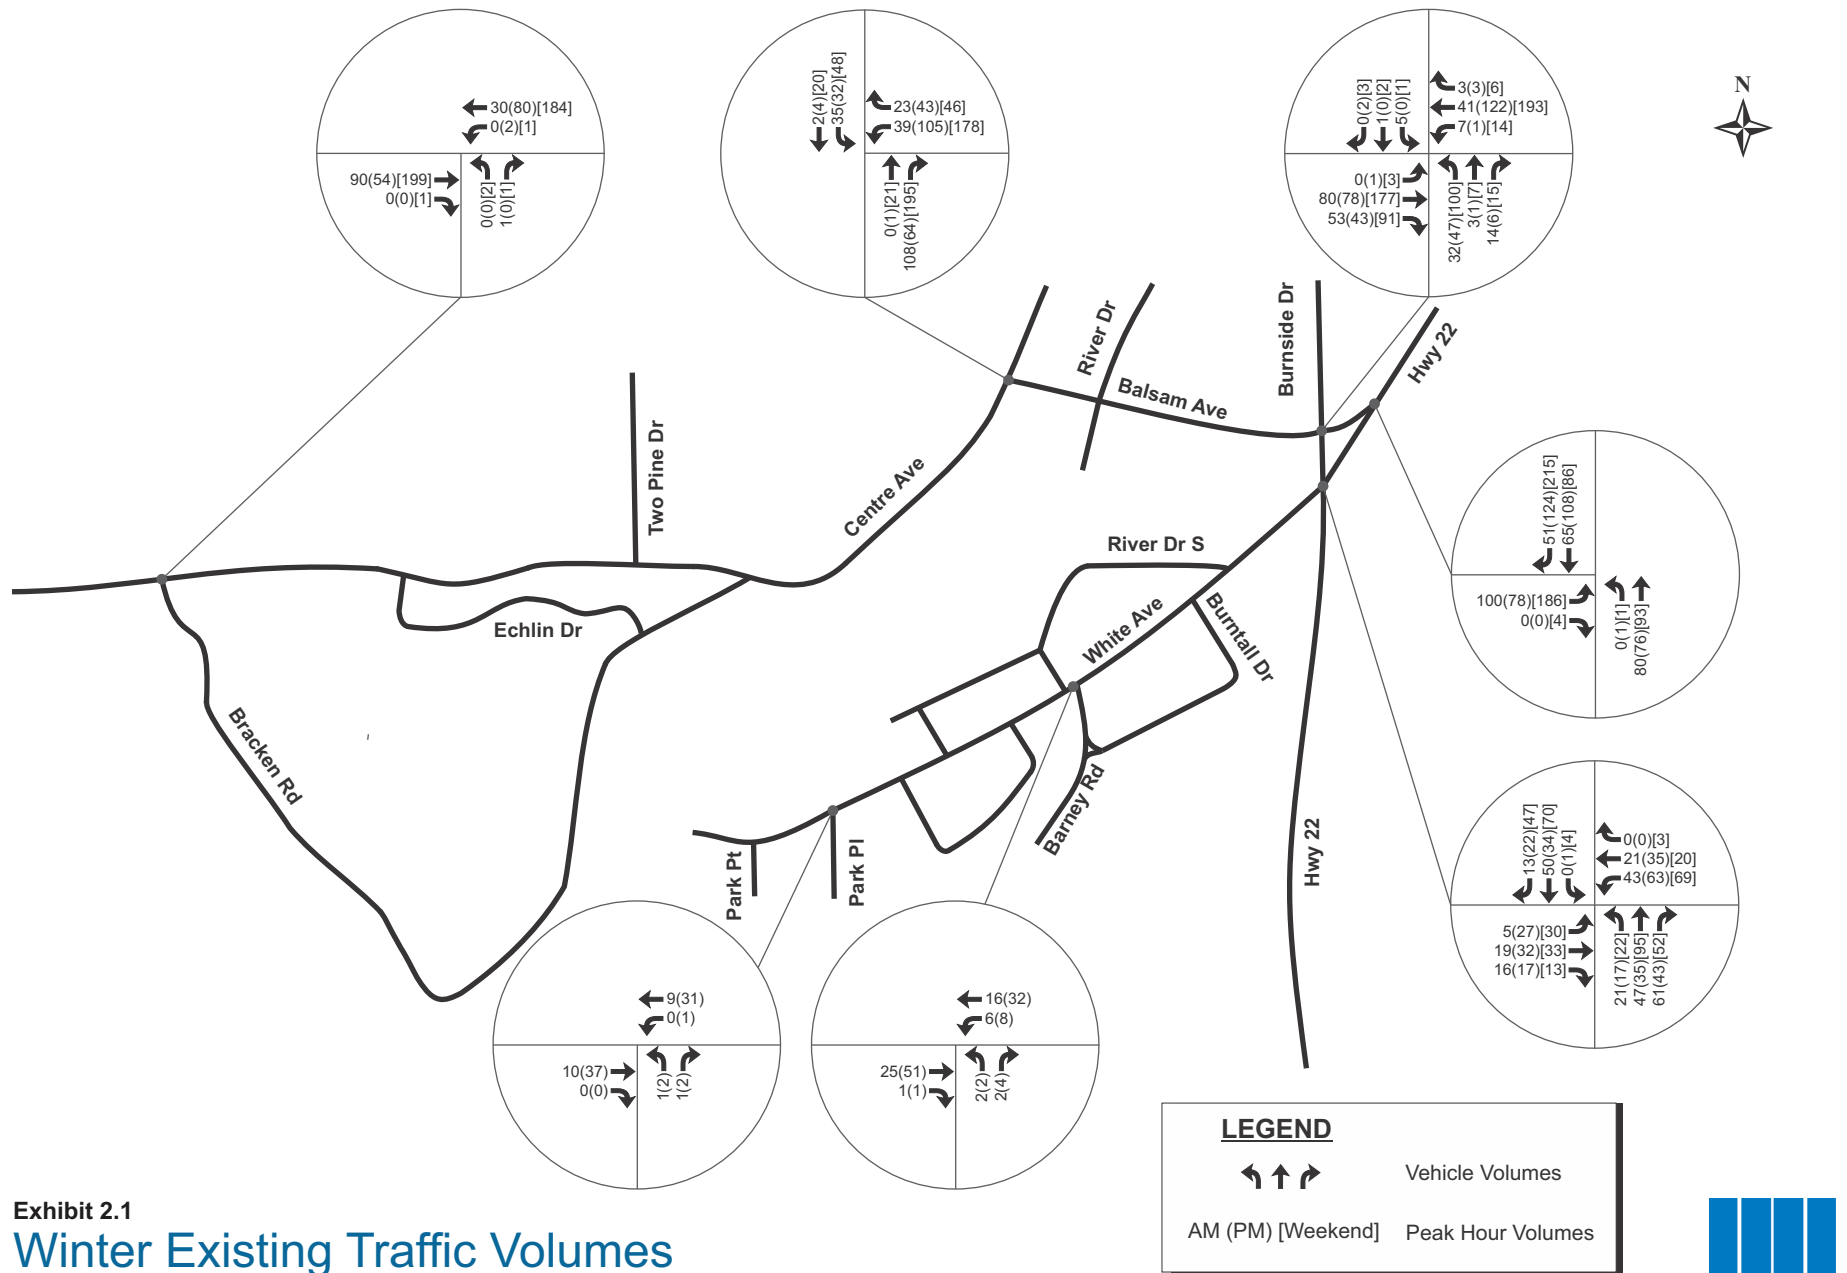 30(80)[184]
0(2)[1]
90(54)[199]
0(0)[1]
0(0)[2]
1(0)[1]
2(4)[20]
35(32)[48]
23(43)[46]
39(105)[178]
0(1)[21]
108(64)[195]
0(2)[3]
1(0)[2]
5(0)[1]
3(3)[6]
41(122)[193]
7(1)[14]
0(1)[3]
80(78)[177]
53(43)[91]
32(47)[100]
3(1)[7]
14(6)[15]
N
River Dr
Burnside Dr
Hwy 22
Balsam Ave
Two Pine Dr
Centre Ave
51(124)[215]
65(108)[86]
100(78)[186]
0(0)[4]
0(1)[1]
80(76)[93]
River Dr S
White Ave
Burntall Dr
Echlin Dr
Bracken Rd
Barney Rd
Hwy 22
Park Pt
Park Pl
13(22)[47]
50(34)[70]
0(1)[4]
0(0)[3]
21(35)[20]
43(63)[69]
5(27)[30]
19(32)[33]
16(17)[13]
21(17)[22]
47(35)[95]
61(43)[52]
9(31)
0(1)
10(37)
0(0)
1(2)
1(2)
16(32)
6(8)
25(51)
1(1)
2(2)
2(4)
LEGEND
Vehicle Volumes
AM (PM) [Weekend] Peak Hour Volumes
Exhibit 2.1
Winter Existing Traffic Volumes